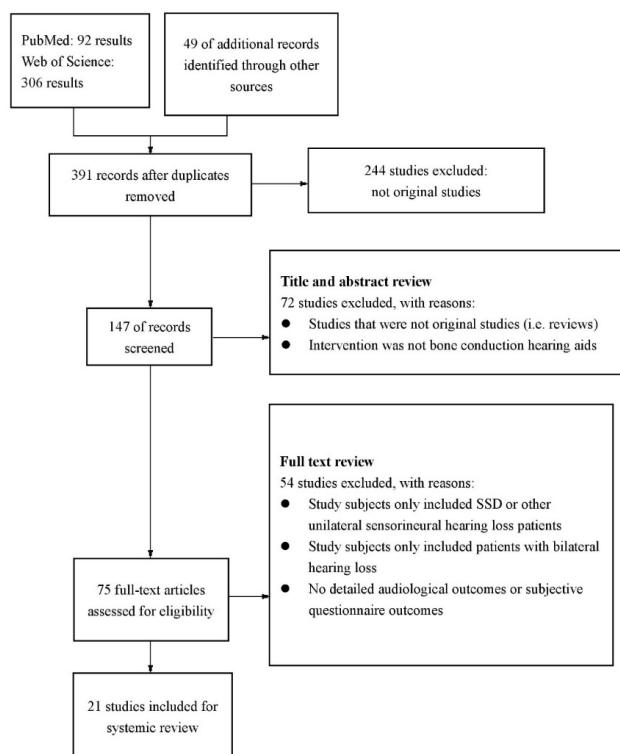 PubMed: 92 results
Web of Science:
306 results
49 of additional records
identified through other
sources
391 records after duplicates
removed
244 studies excluded:
not original studies
147 of records
screened
Title and abstract review
72 studies excluded, with reasons:
● Studies that were not original studies (i.e. reviews)
● Intervention was not bone conduction hearing aids
75 full-text articles
assessed for eligibility
Full text review
54 studies excluded, with reasons:
● Study subjects only included SSD or other
unilateral sensorineural hearing loss patients
● Study subjects only included patients with bilateral
hearing loss
● No detailed audiological outcomes or subjective
questionnaire outcomes
21 studies included for
systemic review